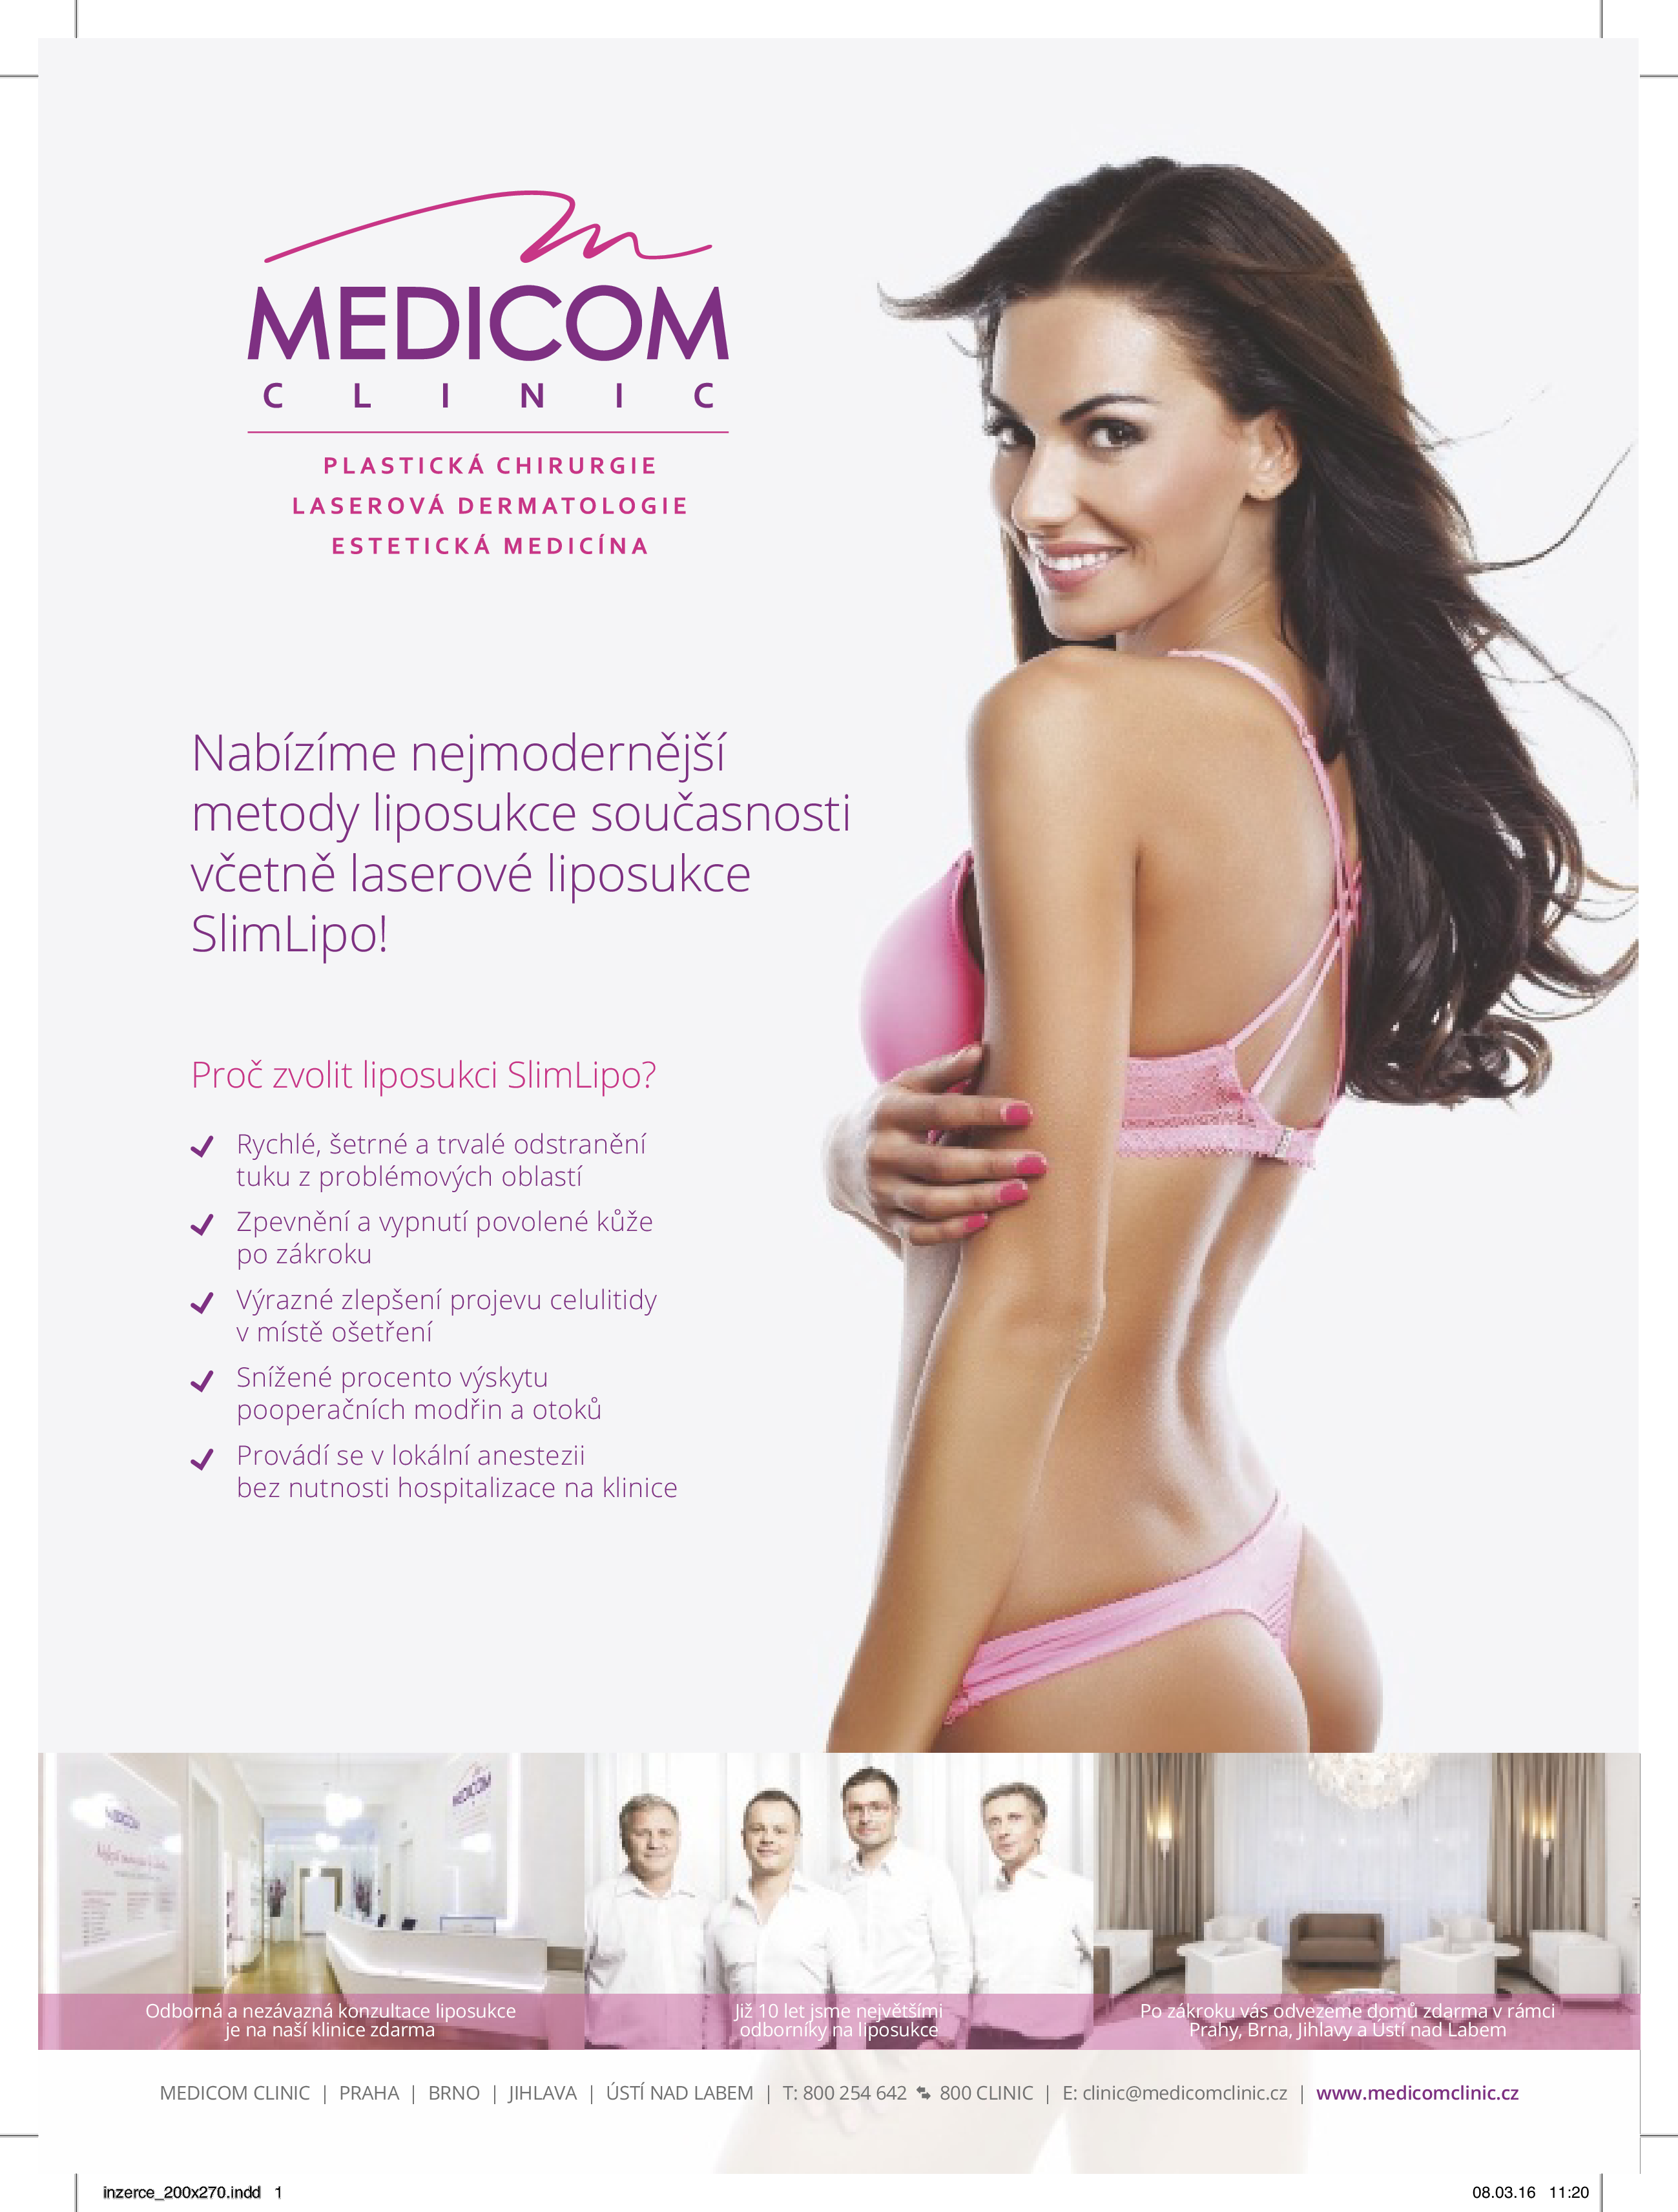 MEDICOM
CLINIC
PLASTICKÁ CHIRURGIE
LASEROVÁ DERMATOLOGIE
ESTETICKÁ MEDICÍNA
Nabízíme nejmodernější
metody liposukce současnosti
včetně laserové liposukce
SlimLipo!
Proč zvolit liposukci SlimLipo?
Rychlé, šetrné a trvalé odstranění
tuku z problémových oblastí
Zpevnění a vypnutí povolené kůže
po zákroku
Výrazné zlepšení projevu celulitidy
v místě ošetření
Snížené procento výskytu
pooperačních modřin a otoků
Provádí se v lokální anestezii
bez nutnosti hospitalizace na klinice
MEDICOM
MEDICOM
Odborná a nezávazná konzultace liposukce
je na naší klinice zdarma
Již 10 let jsme největšími
odborníky na liposukce
Po zákroku vás odvezeme domů zdarma v rámci
Prahy, Brna, Jihlavy a Ústí nad Labem
MEDICOM CLINIC | PRAHA | BRNO | JIHLAVA | ÚSTÍ NAD LABEM | T: 800 254 642 800 CLINIC | E: clinic@medicomclinic.cz | www.medicomclinic.cz
inzerce_200x270.indd 1
08.03.16 11:20